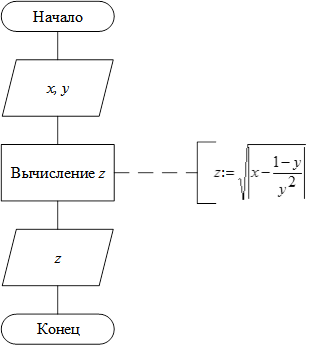 Начало
x, y
Вычисление z
z:= √|x − (1 − y)/y²|
z
Конец